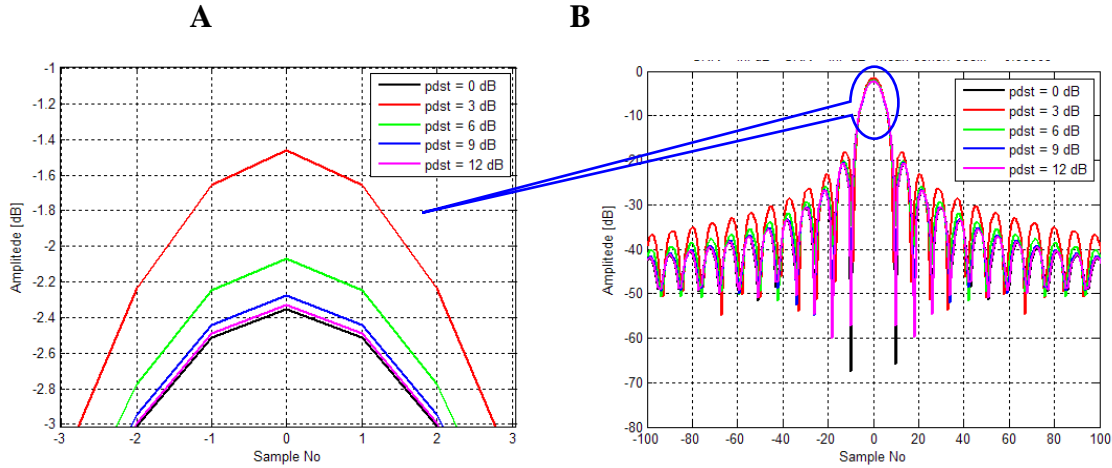 A
B
-1
-1.2
-1.4
-1.6
-1.8
-2
-2.2
-2.4
-2.6
-2.8
-3
Amplitede [dB]
pdst = 0 dB
pdst = 3 dB
pdst = 6 dB
pdst = 9 dB
pdst = 12 dB
-3 -2 -1 0 1 2 3
Sample No
0
-10
-20
-30
-40
-50
-60
-70
-80
Amplitede [dB]
pdst = 0 dB
pdst = 3 dB
pdst = 6 dB
pdst = 9 dB
pdst = 12 dB
-100 -80 -60 -40 -20 0 20 40 60 80 100
Sample No